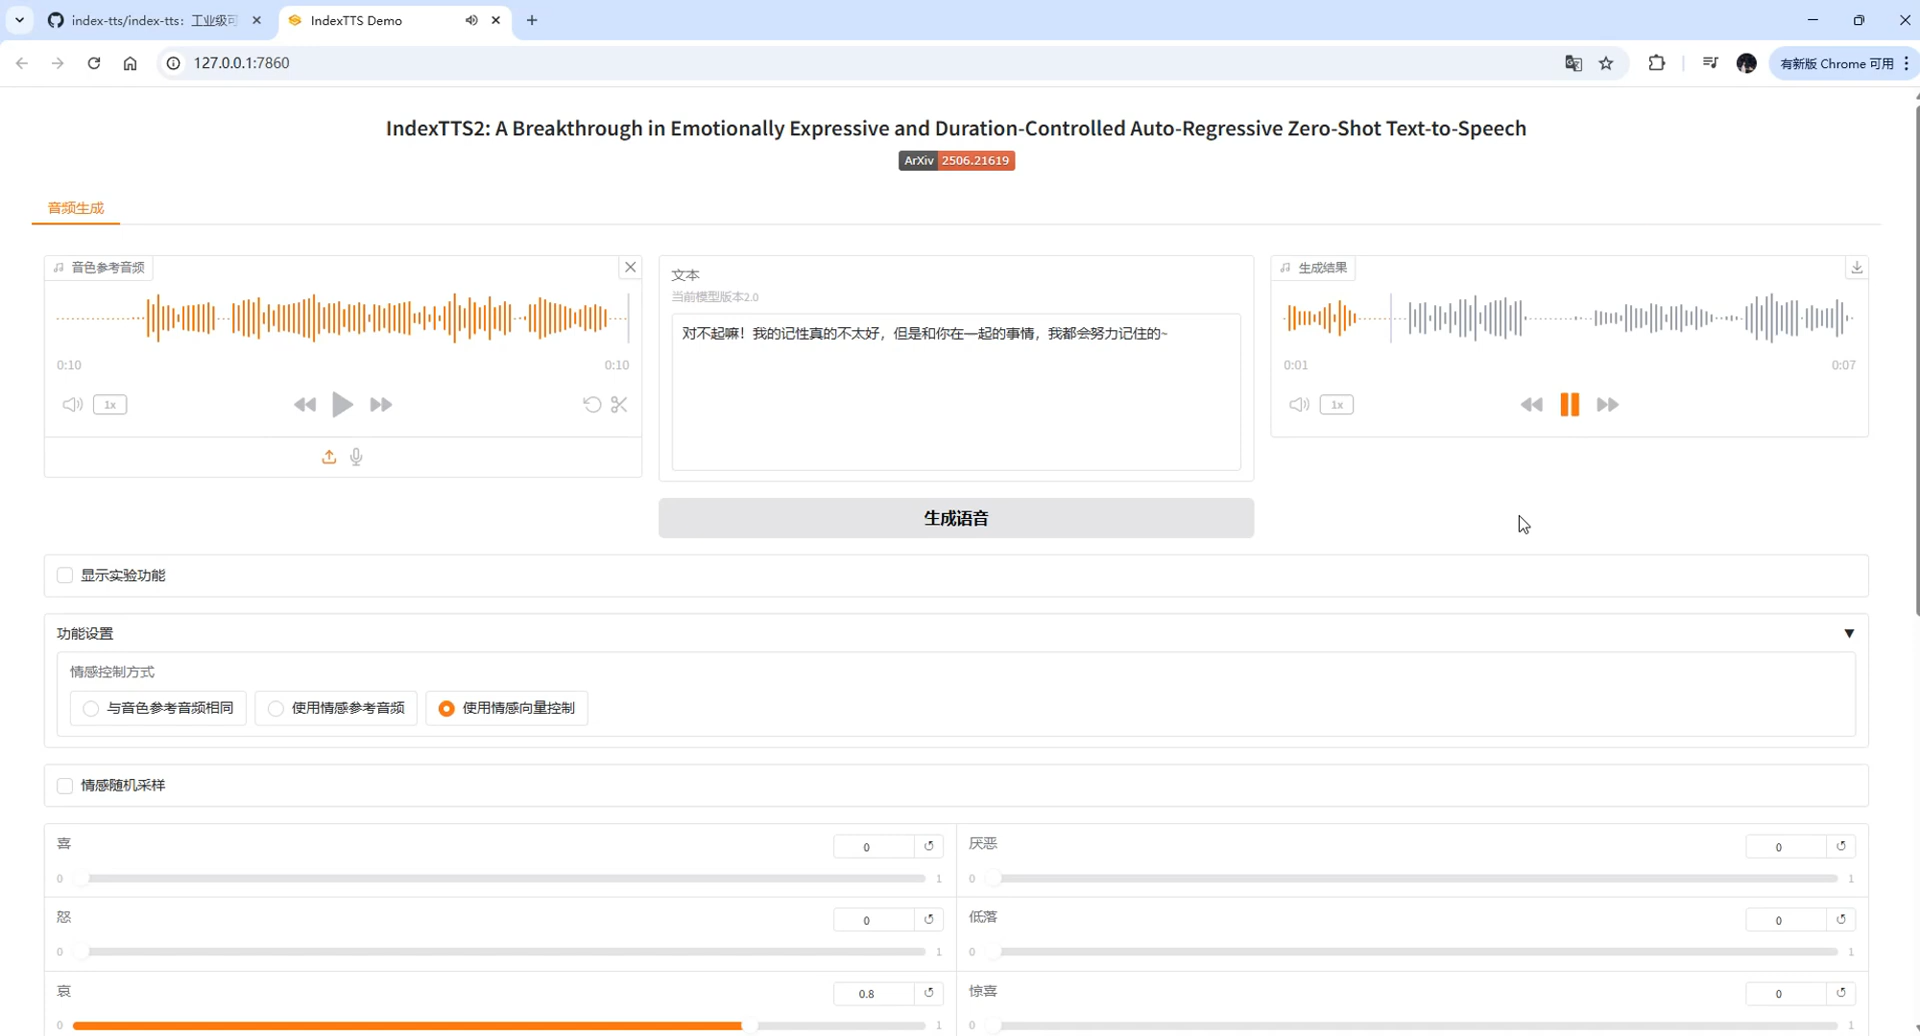 index-tts/index-tts: 工业级可
IndexTTS Demo
127.0.0.1:7860
有新版 Chrome 可用
IndexTTS2: A Breakthrough in Emotionally Expressive and Duration-Controlled Auto-Regressive Zero-Shot Text-to-Speech
ArXiv 2506.21619
音频生成
音色参考音频
0:10 0:10
1x
文本
当前模型版本2.0
对不起嘛！我的记性真的不太好，但是和你在一起的事情，我都会努力记住的~
生成结果
0:01 0:07
1x
生成语音
显示实验功能
功能设置
情感控制方式
与音色参考音频相同 使用情感参考音频 使用情感向量控制
情感随机采样
喜 0
0 1
厌恶 0
0 1
怒 0
0 1
低落 0
0 1
哀 0.8
0 1
惊喜 0
0 1